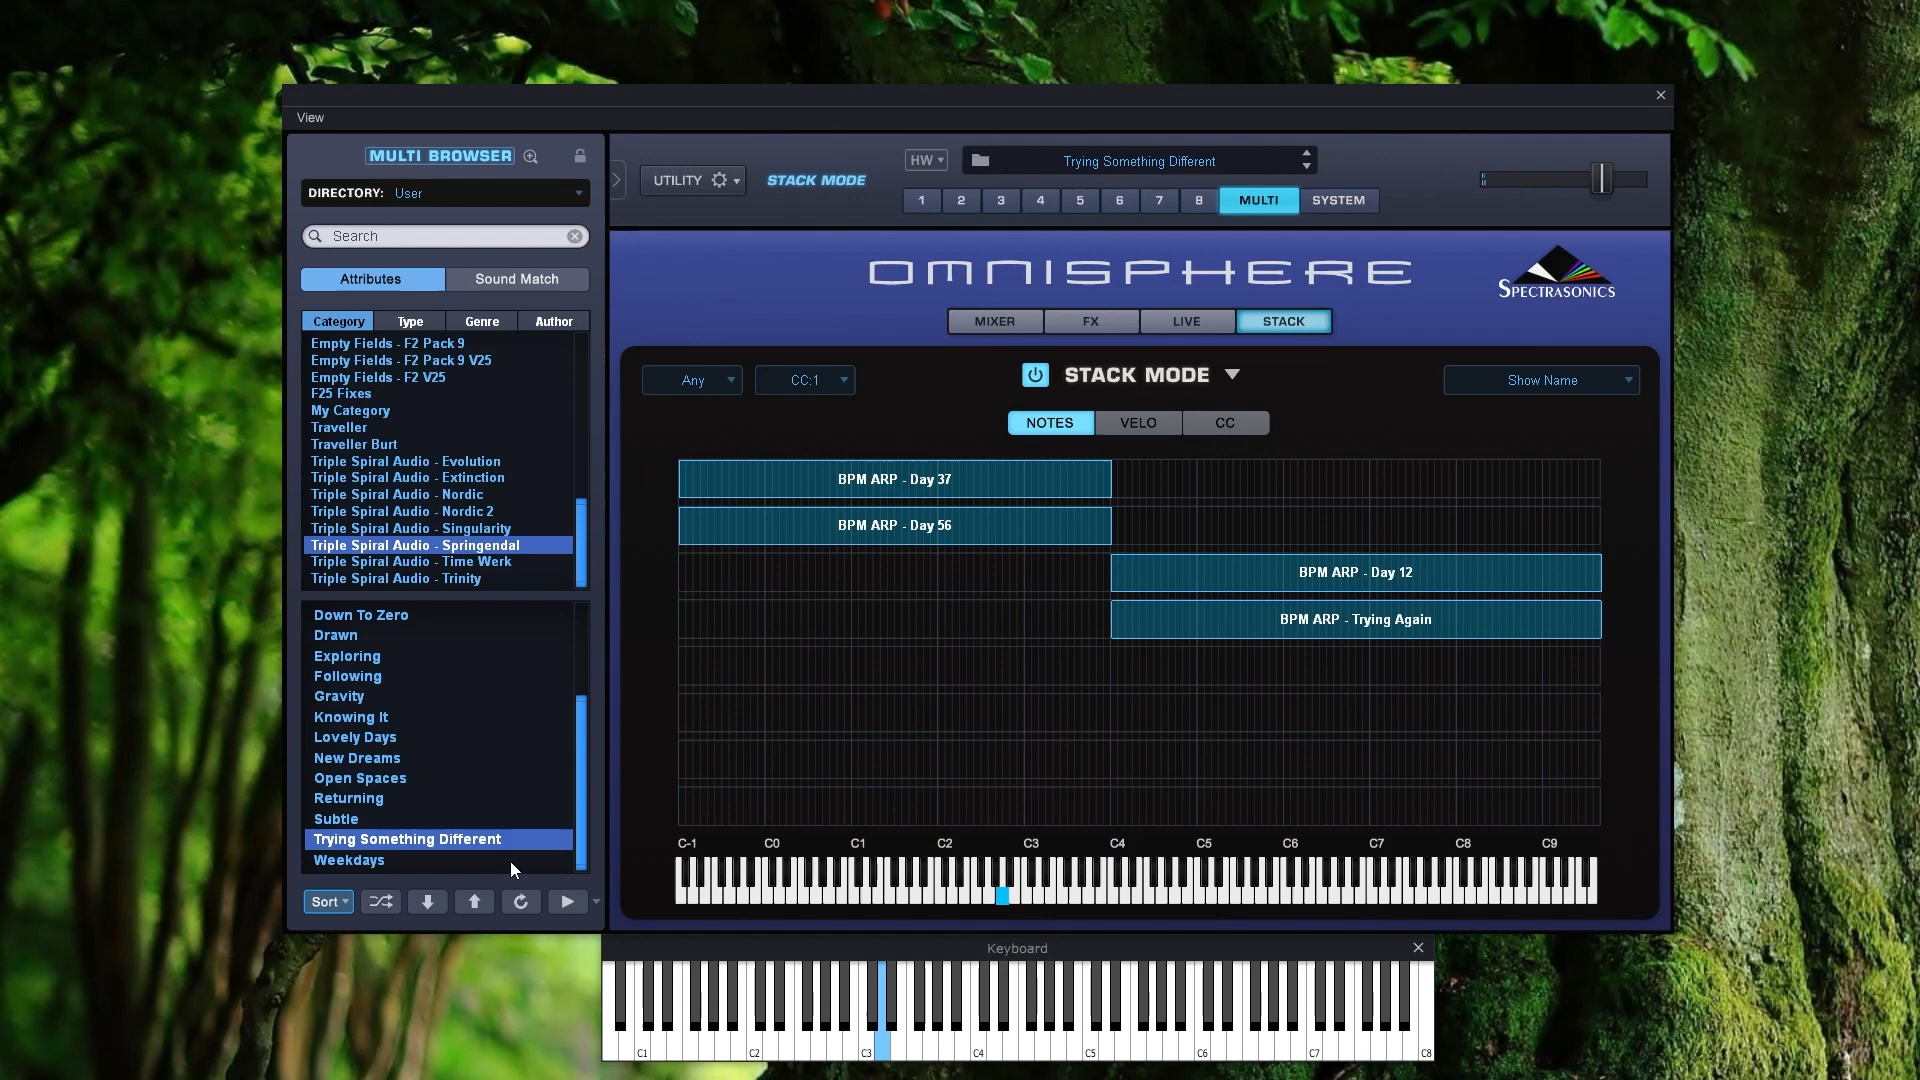 View
MULTI BROWSER
DIRECTORY: User
Search
Attributes
Sound Match
Category
Type
Genre
Author
Empty Fields - F2 Pack 9
Empty Fields - F2 Pack 9 V25
Empty Fields - F2 V25
F25 Fixes
My Category
Traveller
Traveller Burt
Triple Spiral Audio - Evolution
Triple Spiral Audio - Extinction
Triple Spiral Audio - Nordic
Triple Spiral Audio - Nordic 2
Triple Spiral Audio - Singularity
Triple Spiral Audio - Springendal
Triple Spiral Audio - Time Werk
Triple Spiral Audio - Trinity
Down To Zero
Drawn
Exploring
Following
Gravity
Knowing It
Lovely Days
New Dreams
Open Spaces
Returning
Subtle
Trying Something Different
Weekdays
Sort
UTILITY
STACK MODE
HW
Trying Something Different
1 2 3 4 5 6 7 8 MULTI SYSTEM
OMNISPHERE
SPECTRASONICS
MIXER FX LIVE STACK
Any
CC:1
STACK MODE
Show Name
NOTES VELO CC
BPM ARP - Day 37
BPM ARP - Day 56
BPM ARP - Day 12
BPM ARP - Trying Again
C-1 C0 C1 C2 C3 C4 C5 C6 C7 C8 C9
Keyboard
C1 C2 C3 C4 C5 C6 C7 C8